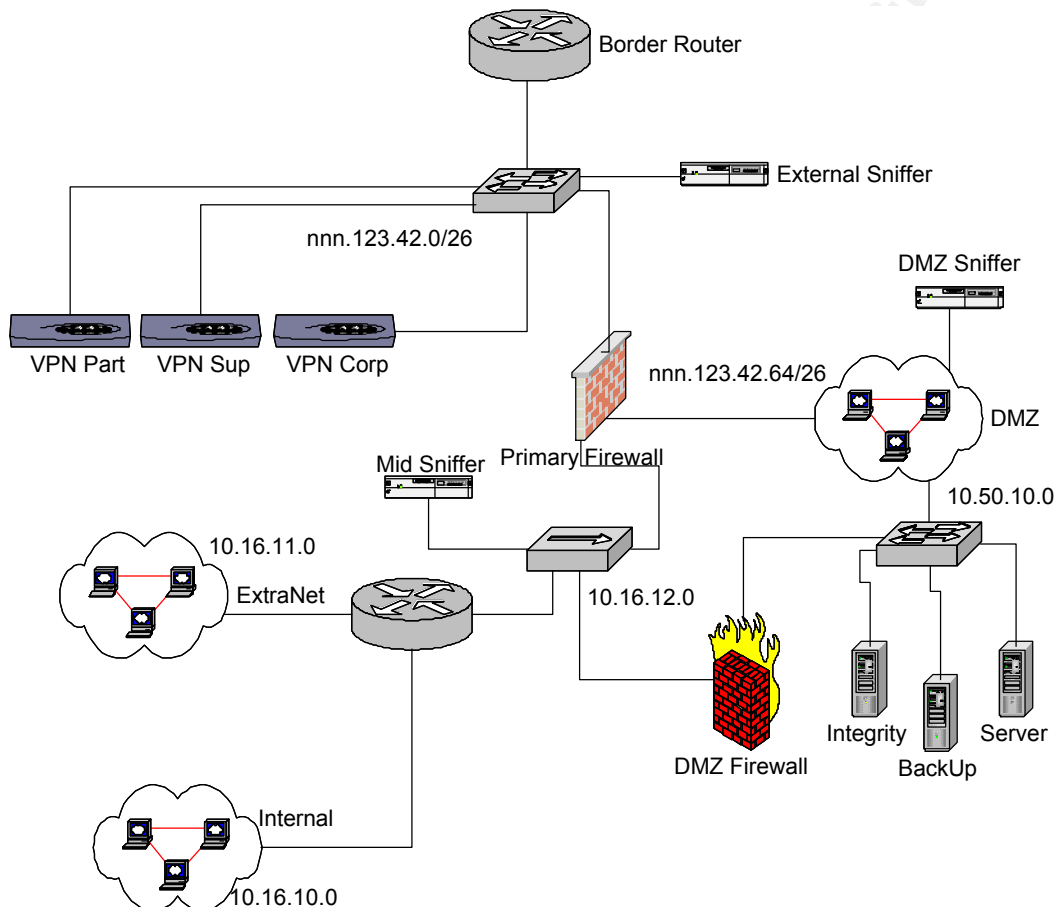 Border Router
External Sniffer
nnn.123.42.0/26
DMZ Sniffer
VPN Part
VPN Sup
VPN Corp
nnn.123.42.64/26
DMZ
Primary Firewall
Mid Sniffer
10.50.10.0
10.16.11.0
ExtraNet
10.16.12.0
Integrity
Server
DMZ Firewall
BackUp
Internal
10.16.10.0